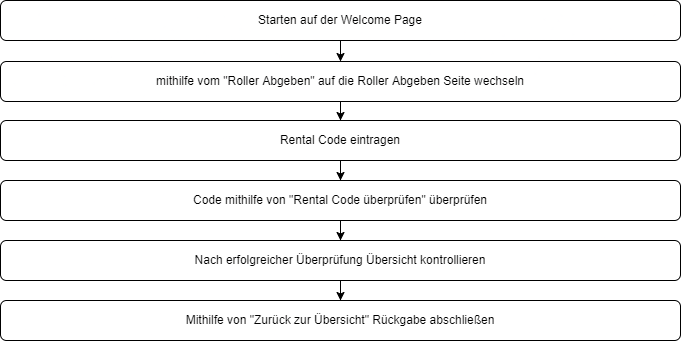 Starten auf der Welcome Page
mithilfe vom "Roller Abgeben" auf die Roller Abgeben Seite wechseln
Rental Code eintragen
Code mithilfe von "Rental Code überprüfen" überprüfen
Nach erfolgreicher Überprüfung Übersicht kontrollieren
Mithilfe von "Zurück zur Übersicht" Rückgabe abschließen